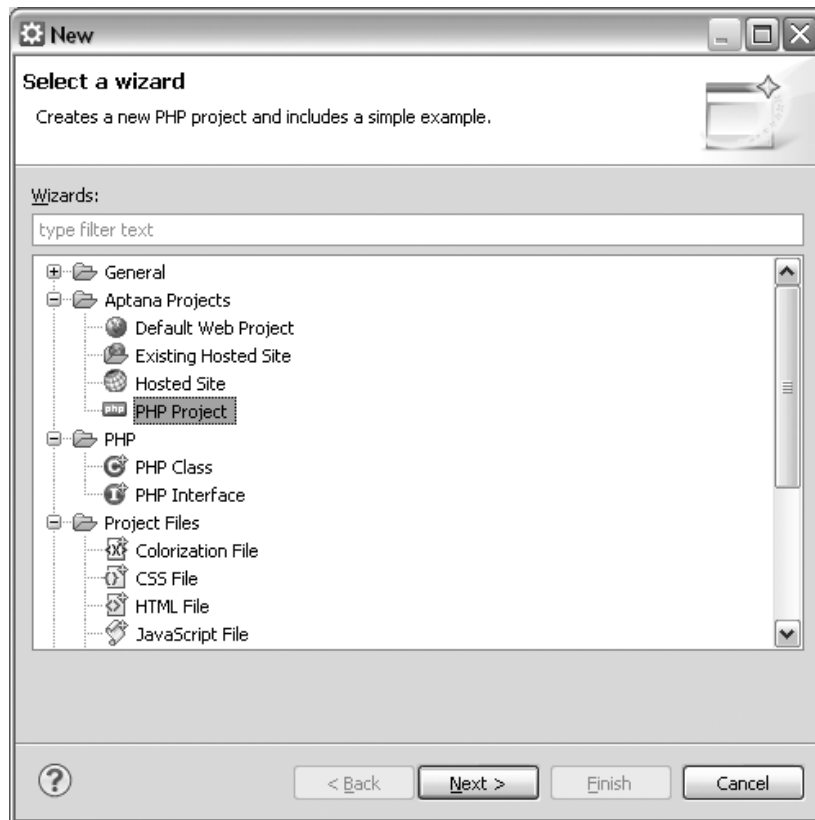 New
Select a wizard
Creates a new PHP project and includes a simple example.
Wizards:
type filter text
General
Aptana Projects
Default Web Project
Existing Hosted Site
Hosted Site
php PHP Project
PHP
PHP Class
PHP Interface
Project Files
Colorization File
CSS File
HTML File
JavaScript File
? < Back Next > Finish Cancel